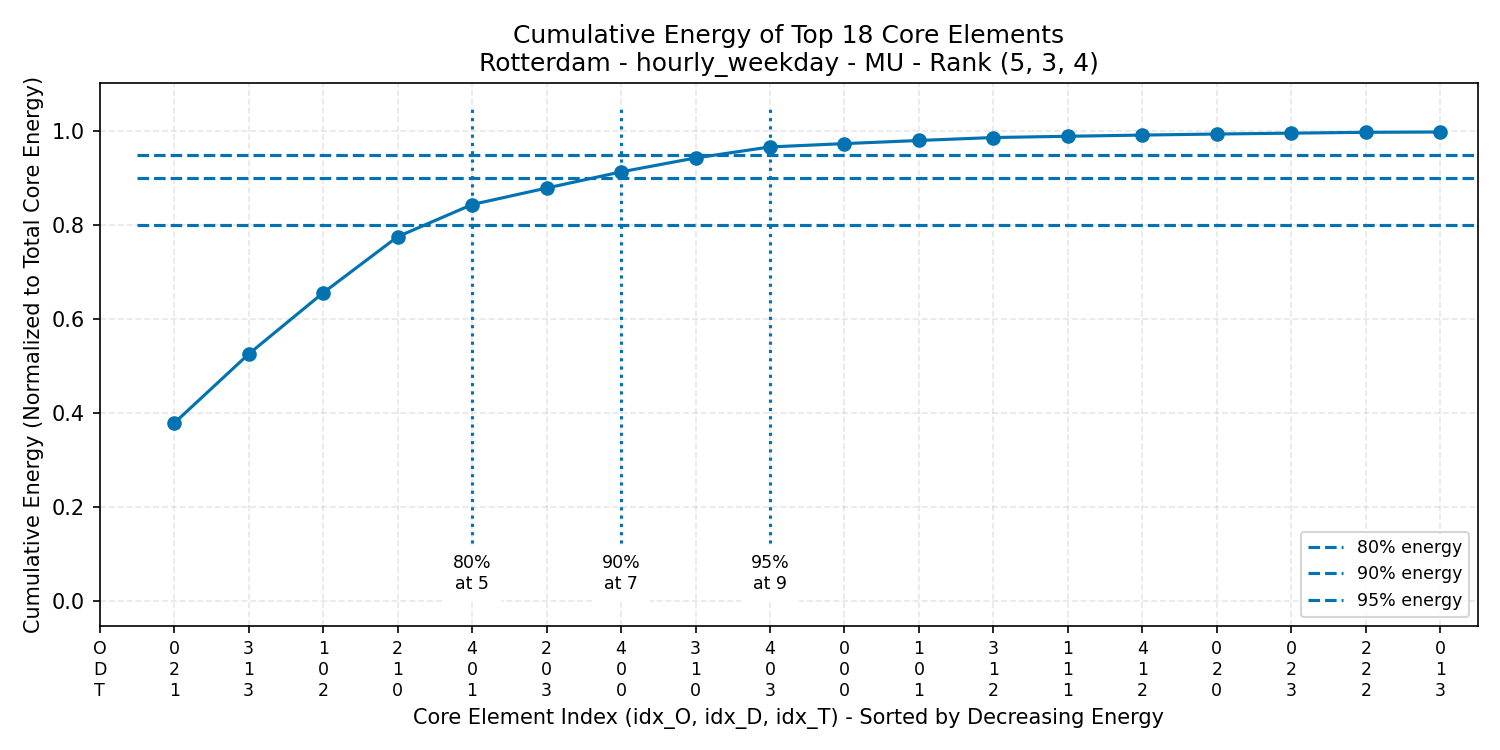 Cumulative Energy of Top 18 Core Elements
Rotterdam - hourly_weekday - MU - Rank (5, 3, 4)
Cumulative Energy (Normalized to Total Core Energy)
1.0
0.8
0.6
0.4
0.2
0.0
80%
at 5
90%
at 7
95%
at 9
80% energy
90% energy
95% energy
O 0 3 1 2 4 2 4 3 4 0 1 3 1 4 0 0 2 0
D 2 1 0 1 0 0 0 1 0 0 0 1 1 1 2 2 2 1
T 1 3 2 0 1 3 0 0 3 0 1 2 1 2 0 3 2 3
Core Element Index (idx_O, idx_D, idx_T) - Sorted by Decreasing Energy